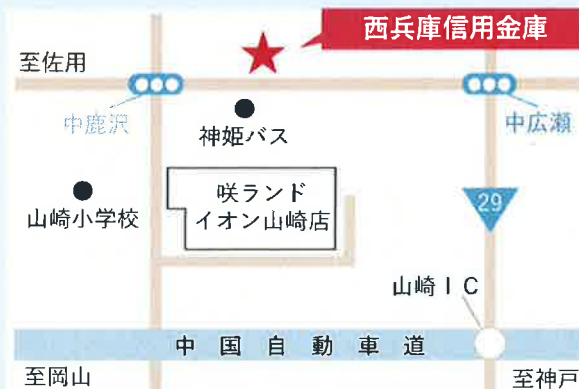 西兵庫信用金庫
至佐用
中鹿沢
中広瀬
神姫バス
咲ランド
イオン山崎店
山崎小学校
29
山崎IC
中国自動車道
至岡山
至神戸